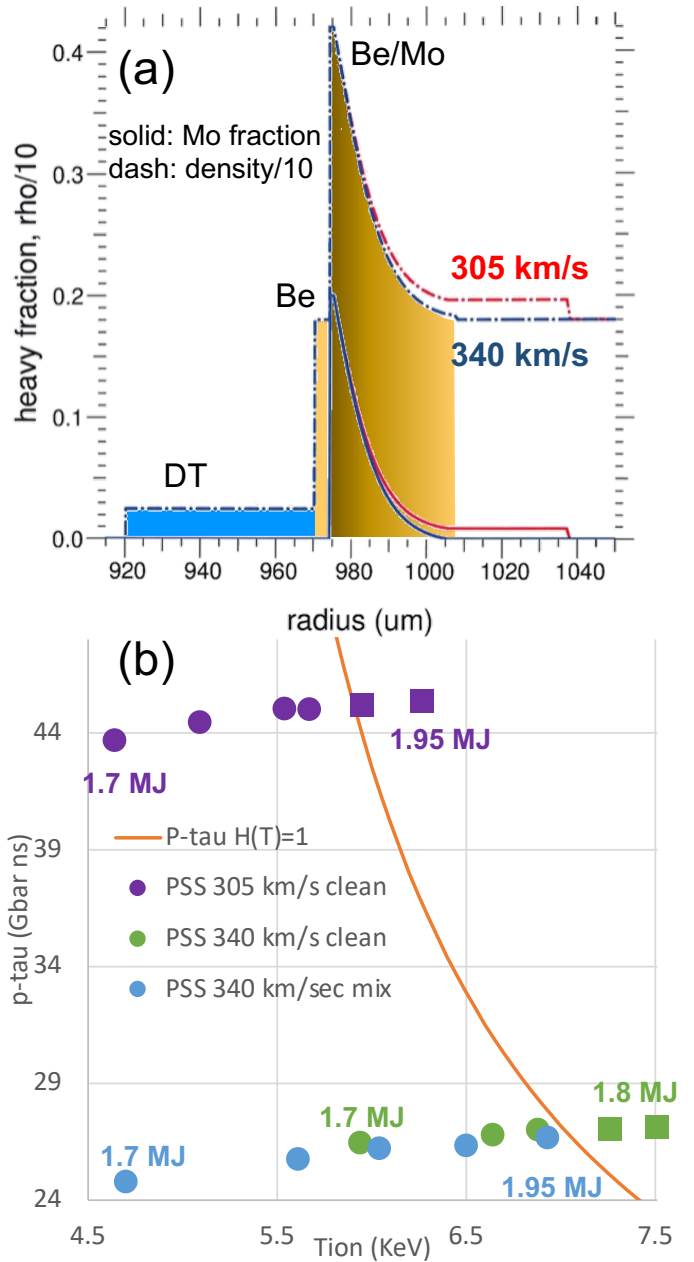 (a)
Be/Mo
solid: Mo fraction
dash: density/10
305 km/s
340 km/s
Be
DT
heavy fraction, rho/10
0.4
0.3
0.2
0.1
0.0
920 940 960 980 1000 1020 1040
radius (um)
(b)
44
39
34
29
24
p-tau (Gbar ns)
1.7 MJ
1.95 MJ
P-tau H(T)=1
PSS 305 km/s clean
PSS 340 km/s clean
PSS 340 km/sec mix
1.8 MJ
1.7 MJ
1.7 MJ
1.95 MJ
4.5 5.5 6.5 7.5
Tion (KeV)